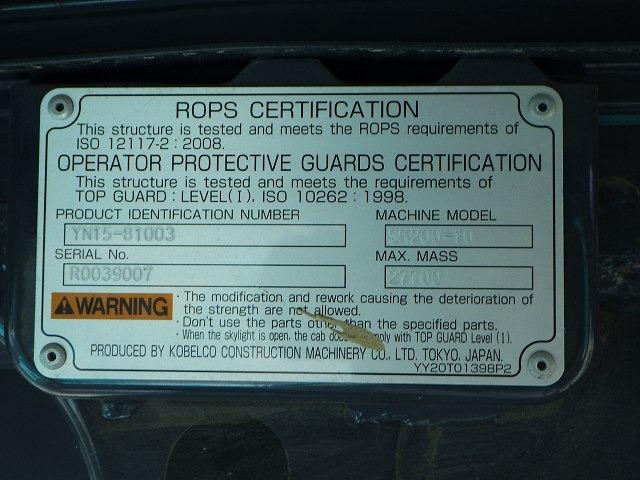 ROPS CERTIFICATION
This structure is tested and meets the ROPS requirements of
ISO 12117-2 : 2008.
OPERATOR PROTECTIVE GUARDS CERTIFICATION
This structure is tested and meets the requirements of
TOP GUARD : LEVEL(I). ISO 10262 : 1998.
PRODUCT IDENTIFICATION NUMBER
YN15-81003
MACHINE MODEL
SK200-10
SERIAL No.
R0039007
MAX. MASS
27700
WARNING
· The modification and rework causing the deterioration of
the strength are not allowed.
· Don't use the parts other than the specified parts.
· When the skylight is open, the cab comply with TOP GUARD Level (I).
PRODUCED BY KOBELCO CONSTRUCTION MACHINERY CO., LTD. TOKYO, JAPAN.
YY20T01398P2